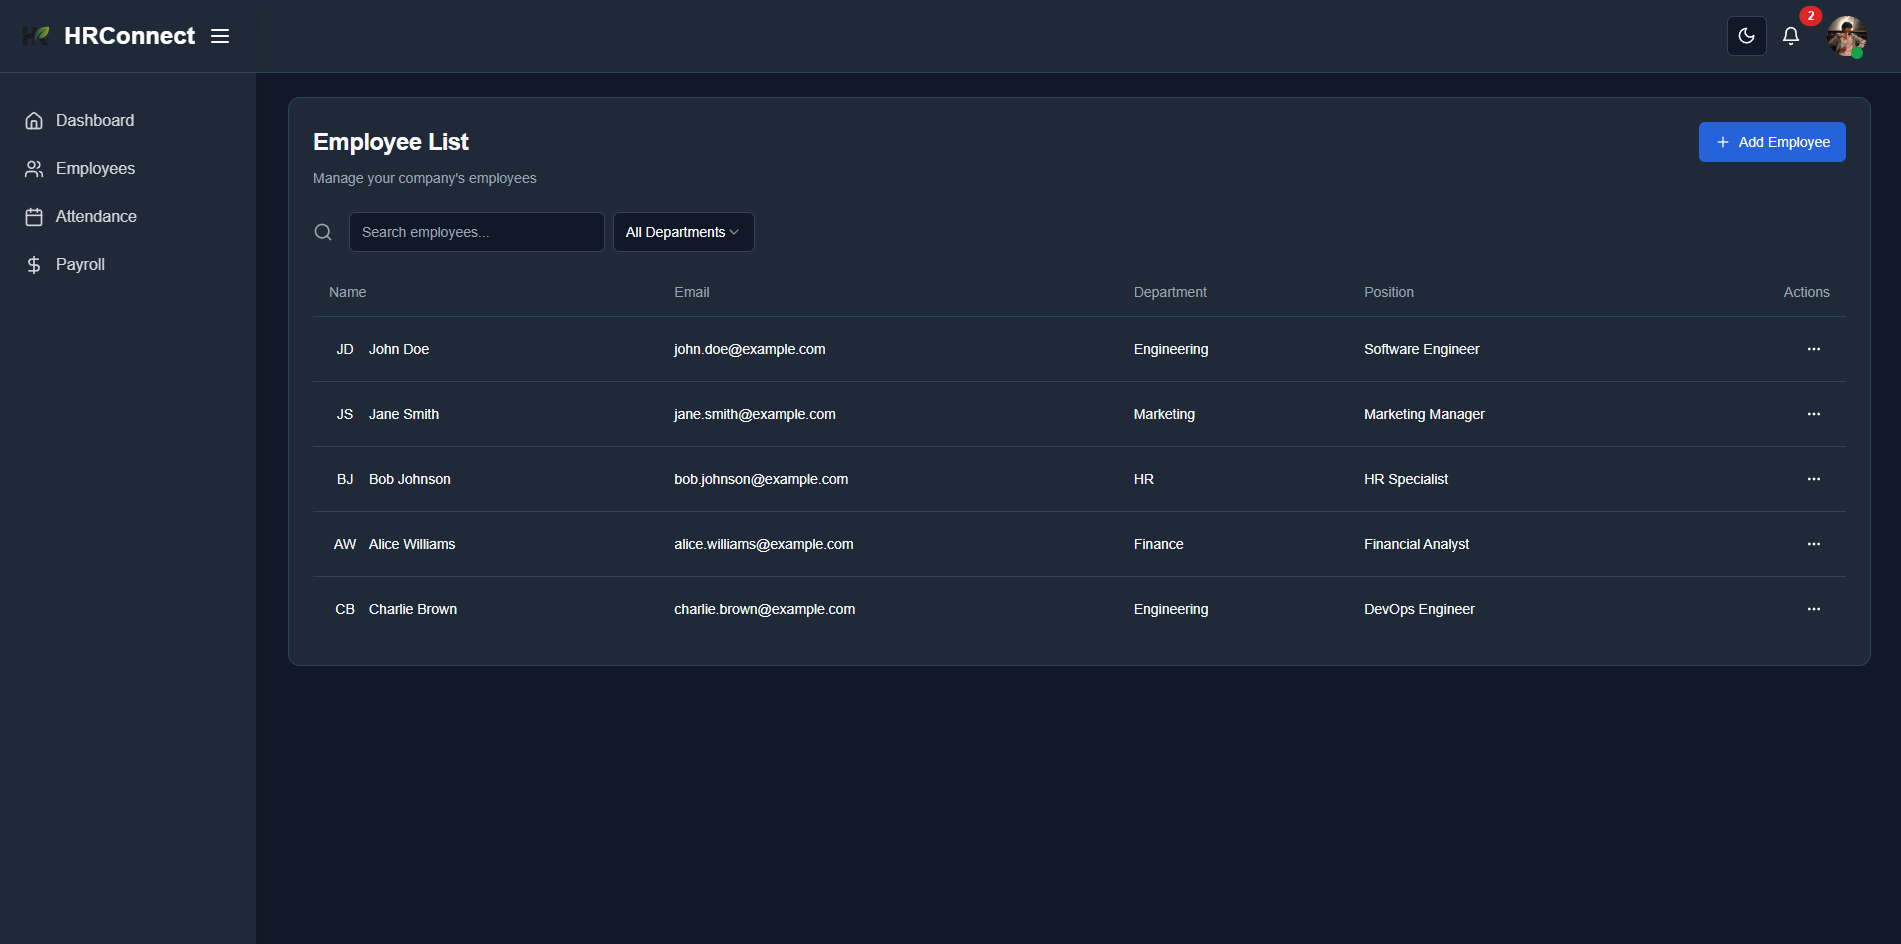 HR HRConnect
2
Dashboard
Employees
Attendance
Payroll
Employee List
Add Employee
Manage your company's employees
Search employees...
All Departments
Name Email Department Position Actions
JD John Doe john.doe@example.com Engineering Software Engineer
JS Jane Smith jane.smith@example.com Marketing Marketing Manager
BJ Bob Johnson bob.johnson@example.com HR HR Specialist
AW Alice Williams alice.williams@example.com Finance Financial Analyst
CB Charlie Brown charlie.brown@example.com Engineering DevOps Engineer